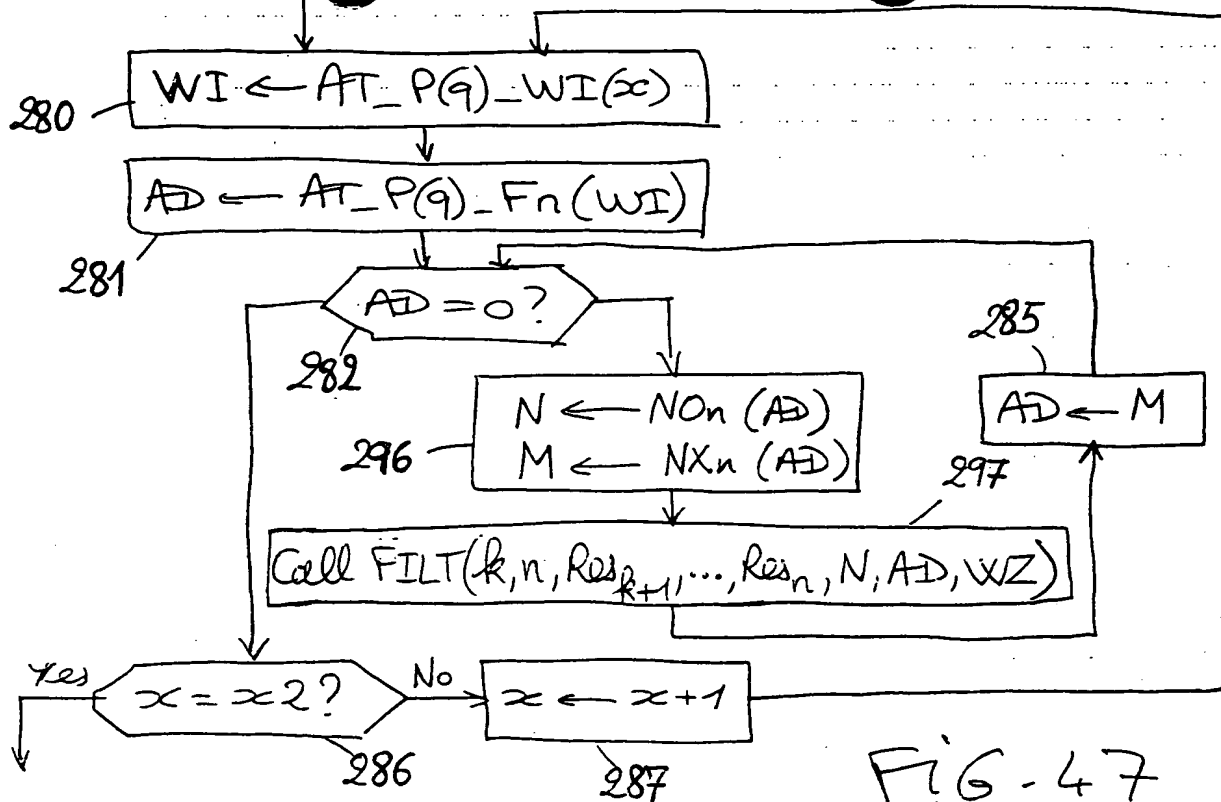 WI ← AT_P(q)_WI(x)
280
AD ← AT_P(q)_Fn(WI)
281
AD = 0?
282
285
N ← NOn (AD)
M ← NXn (AD)
AD ← M
296
297
Call FILT(k, n, Res_{k+1}, ..., Res_n, N, AD, WZ)
Yes
x = x2?
No
x ← x+1
286
287
FIG.47